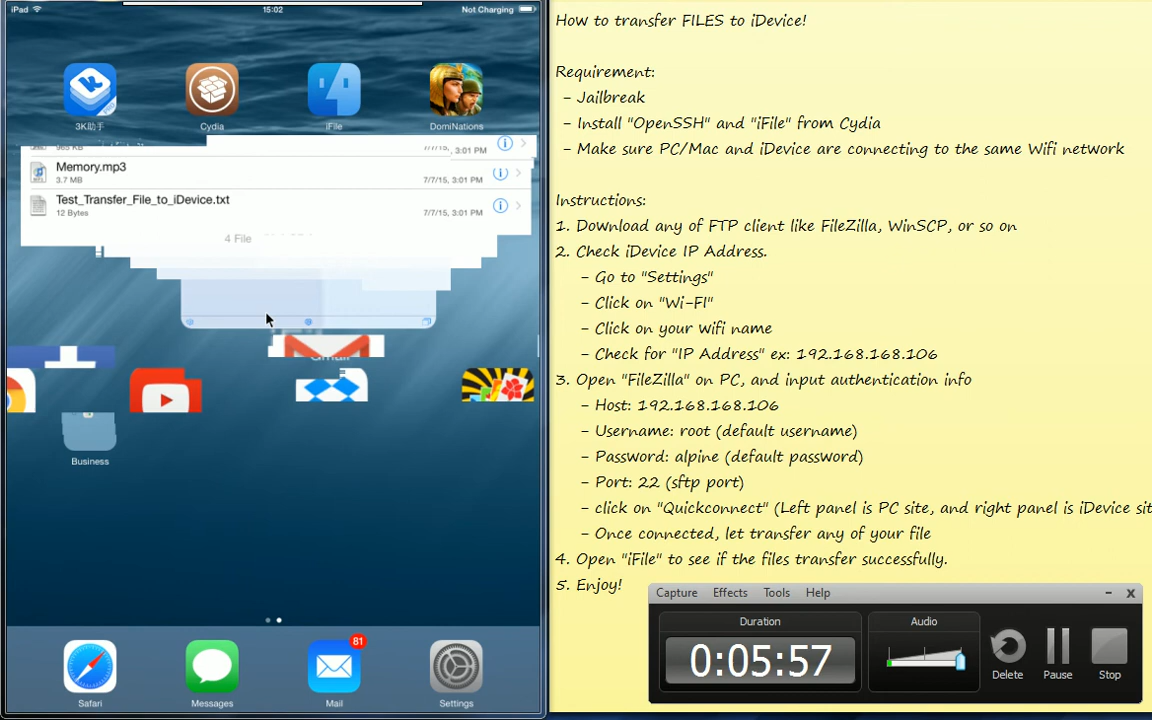 iPad
15:02
Not Charging
3K助手
Cydia
iFile
DomiNations
965 KB
7/7/15, 3:01 PM
Memory.mp3
3.7 MB
7/7/15, 3:01 PM
Test_Transfer_File_to_iDevice.txt
12 Bytes
7/7/15, 3:01 PM
4 File
Gmail
Business
81
Safari
Messages
Mail
Settings
How to transfer FILES to iDevice!
Requirement:
- Jailbreak
- Install "OpenSSH" and "iFile" from Cydia
- Make sure PC/Mac and iDevice are connecting to the same Wifi network
Instructions:
1. Download any of FTP client like FileZilla, WinSCP, or so on
2. Check iDevice IP Address.
- Go to "Settings"
- Click on "Wi-FI"
- Click on your wifi name
- Check for "IP Address" ex: 192.168.168.106
3. Open "FileZilla" on PC, and input authentication info
- Host: 192.168.168.106
- Username: root (default username)
- Password: alpine (default password)
- Port: 22 (sftp port)
- click on "Quickconnect" (Left panel is PC site, and right panel is iDevice sit
- Once connected, let transfer any of your file
4. Open "iFile" to see if the files transfer successfully.
5. Enjoy!
Capture Effects Tools Help
Duration
0:05:57
Audio
Delete
Pause
Stop